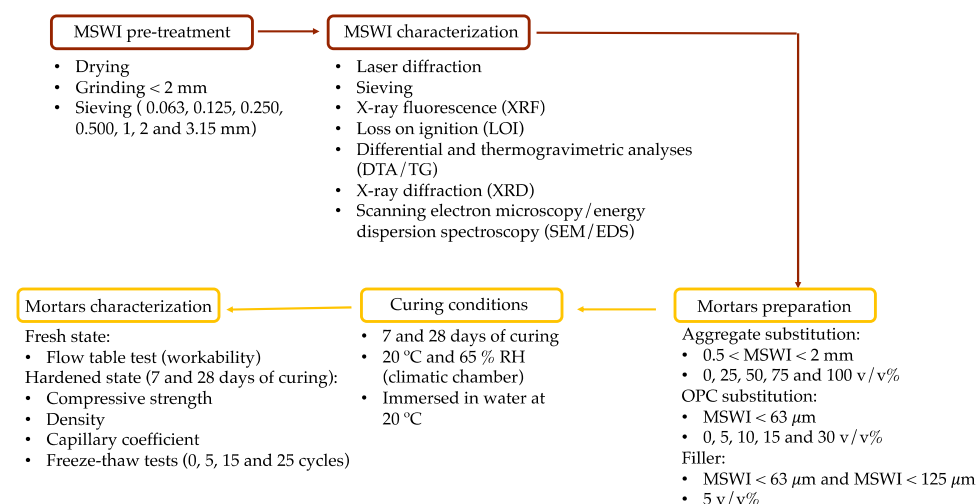 MSWI pre-treatment
• Drying
• Grinding < 2 mm
• Sieving ( 0.063, 0.125, 0.250,
0.500, 1, 2 and 3.15 mm)
MSWI characterization
• Laser diffraction
• Sieving
• X-ray fluorescence (XRF)
• Loss on ignition (LOI)
• Differential and thermogravimetric analyses
(DTA/TG)
• X-ray diffraction (XRD)
• Scanning electron microscopy/energy
dispersion spectroscopy (SEM/EDS)
Mortars preparation
Aggregate substitution:
• 0.5 < MSWI < 2 mm
• 0, 25, 50, 75 and 100 v/v%
OPC substitution:
• MSWI < 63 μm
• 0, 5, 10, 15 and 30 v/v%
Filler:
• MSWI < 63 μm and MSWI < 125 μm
• 5 v/v%
Curing conditions
• 7 and 28 days of curing
• 20 ºC and 65 % RH
(climatic chamber)
• Immersed in water at
20 ºC
Mortars characterization
Fresh state:
• Flow table test (workability)
Hardened state (7 and 28 days of curing):
• Compressive strength
• Density
• Capillary coefficient
• Freeze-thaw tests (0, 5, 15 and 25 cycles)